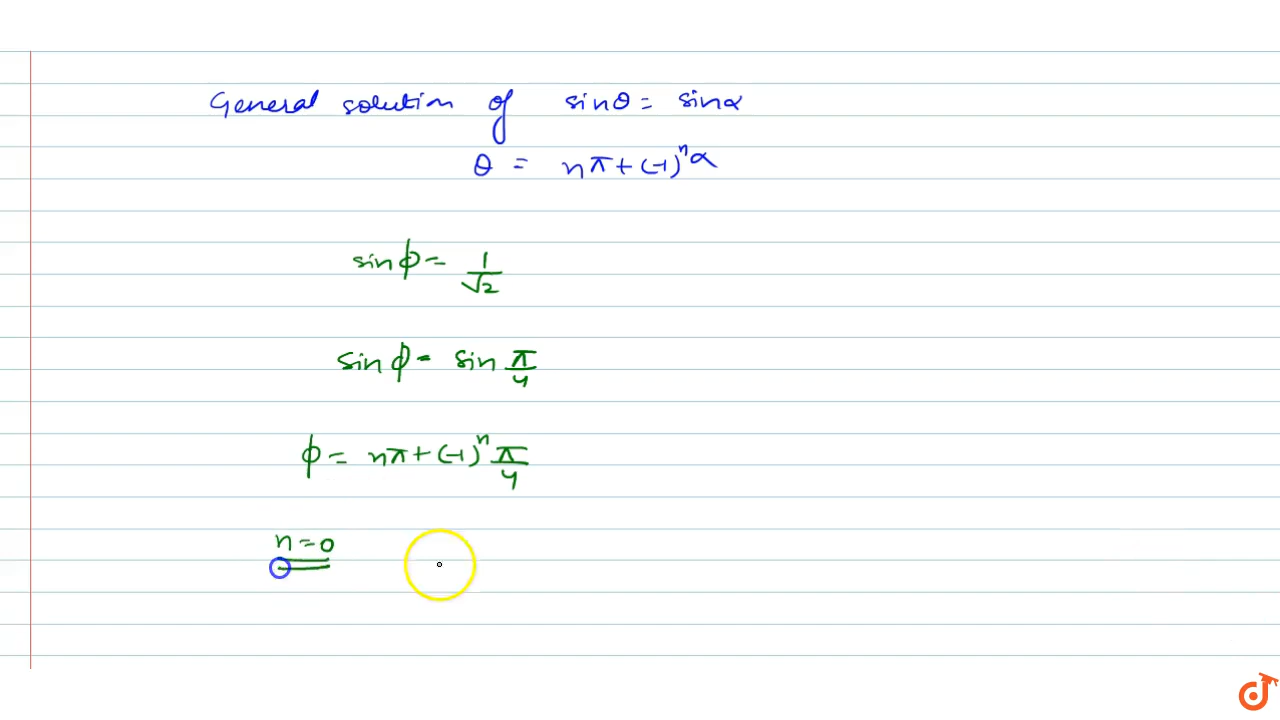 General solution of sinθ = sinα
θ = nπ + (-1)ⁿα
sinϕ = 1/√2
sinϕ = sin π/4
ϕ = nπ + (-1)ⁿ π/4
n = 0